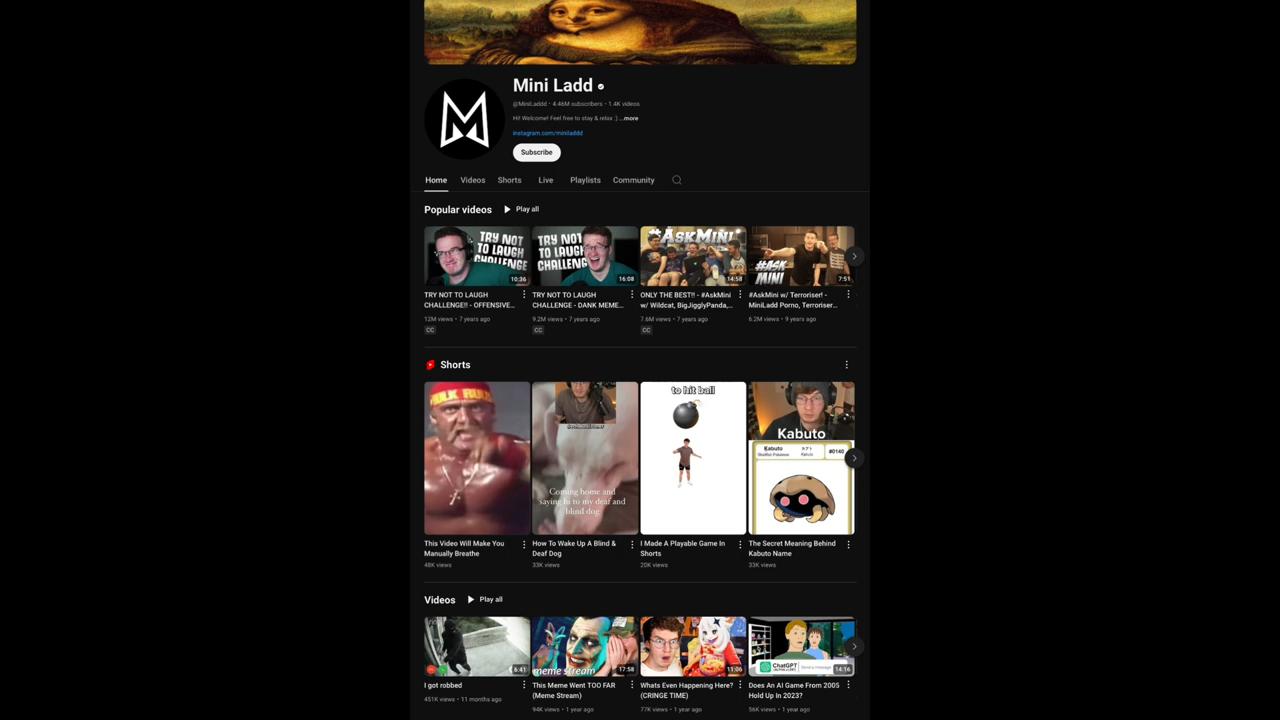 Mini Ladd
@MiniLaddd • 4.46M subscribers • 1.4K videos
Hi! Welcome! Feel free to stay & relax :) ...more
instagram.com/miniladdd
Subscribe
Home Videos Shorts Live Playlists Community
Popular videos Play all
TRY NOT TO LAUGH CHALLENGE
10:36
TRY NOT TO LAUGH CHALLENGE
16:08
#ASKMINI
14:58
#ASK MINI
7:51
TRY NOT TO LAUGH
CHALLENGE!! - OFFENSIVE...
12M views • 7 years ago
CC
TRY NOT TO LAUGH
CHALLENGE - DANK MEME...
9.2M views • 7 years ago
CC
ONLY THE BEST!! - #AskMini
w/ Wildcat, BigJigglyPanda,...
7.6M views • 7 years ago
CC
#AskMini w/ Terroriser! -
MiniLadd Porno, Terroriser...
6.2M views • 9 years ago
Shorts
Coming home and
saying hi to my deaf and
blind dog
to hit ball
Kabuto
Kabuto
#0140
This Video Will Make You
Manually Breathe
48K views
How To Wake Up A Blind &
Deaf Dog
33K views
I Made A Playable Game In
Shorts
20K views
The Secret Meaning Behind
Kabuto Name
33K views
Videos Play all
6:41
meme stream
17:58
11:06
ChatGPT
Send a message
14:16
I got robbed
451K views • 11 months ago
This Meme Went TOO FAR
(Meme Stream)
94K views • 1 year ago
Whats Even Happening Here?
(CRINGE TIME)
77K views • 1 year ago
Does An AI Game From 2005
Hold Up In 2023?
56K views • 1 year ago